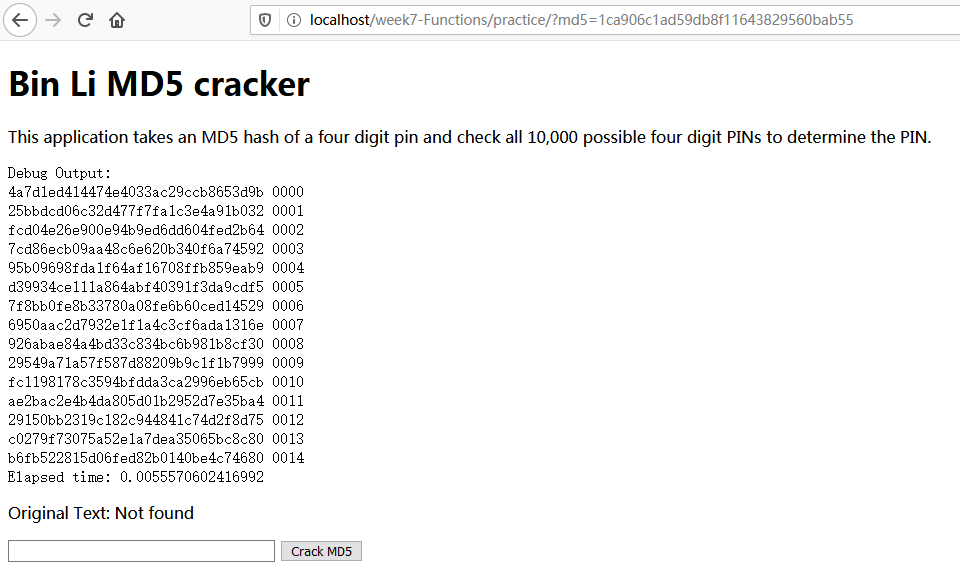 localhost/week7-Functions/practice/?md5=1ca906c1ad59db8f11643829560bab55
Bin Li MD5 cracker
This application takes an MD5 hash of a four digit pin and check all 10,000 possible four digit PINs to determine the PIN.
Debug Output:
4a7d1ed414474e4033ac29ccb8653d9b 0000
25bbdcd06c32d477f7fa1c3e4a91b032 0001
fcd04e26e900e94b9ed6dd604fed2b64 0002
7cd86ecb09aa48c6e620b340f6a74592 0003
95b09698fda1f64af16708ffb859eab9 0004
d39934ce111a864abf40391f3da9cdf5 0005
7f8bb0fe8b33780a08fe6b60ced14529 0006
6950aac2d7932e1f1a4c3cf6ada1316e 0007
926abae84a4bd33c834bc6b981b8cf30 0008
29549a71a57f587d88209b9c1f1b7999 0009
fc1198178c3594bfdda3ca2996eb65cb 0010
ae2bac2e4b4da805d01b2952d7e35ba4 0011
29150bb2319c182c944841c74d2f8d75 0012
c0279f73075a52e1a7dea35065bc8c80 0013
b6fb522815d06fed82b0140be4c74680 0014
Elapsed time: 0.0055570602416992
Original Text: Not found
Crack MD5